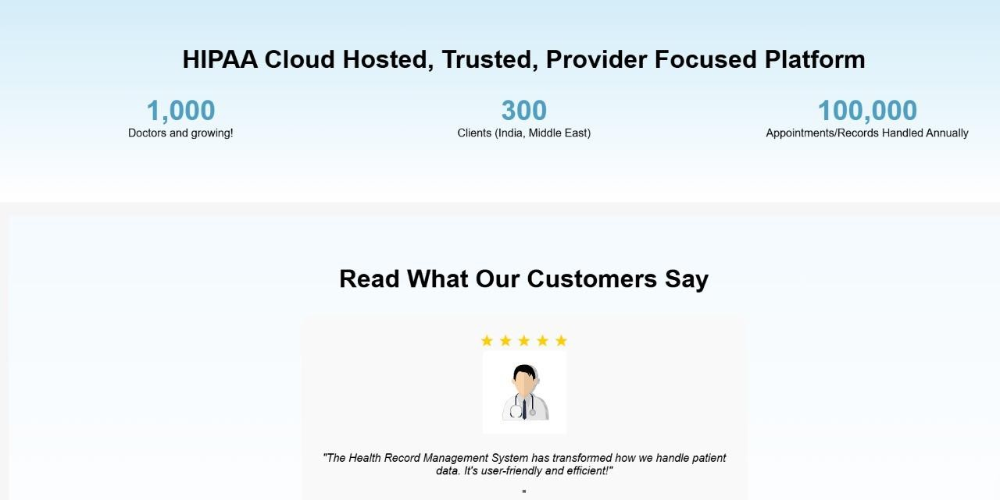 HIPAA Cloud Hosted, Trusted, Provider Focused Platform
1,000
Doctors and growing!
300
Clients (India, Middle East)
100,000
Appointments/Records Handled Annually
Read What Our Customers Say
"The Health Record Management System has transformed how we handle patient
data. It's user-friendly and efficient!"
"